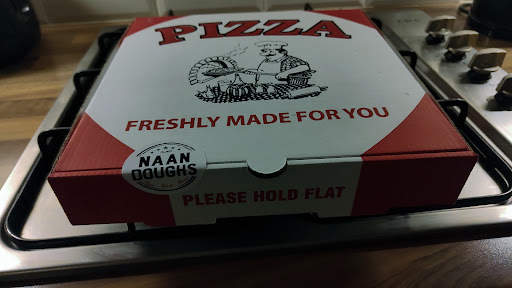 PIZZA
FRESHLY MADE FOR YOU
NAAN
DOUGHS
PLEASE HOLD FLAT